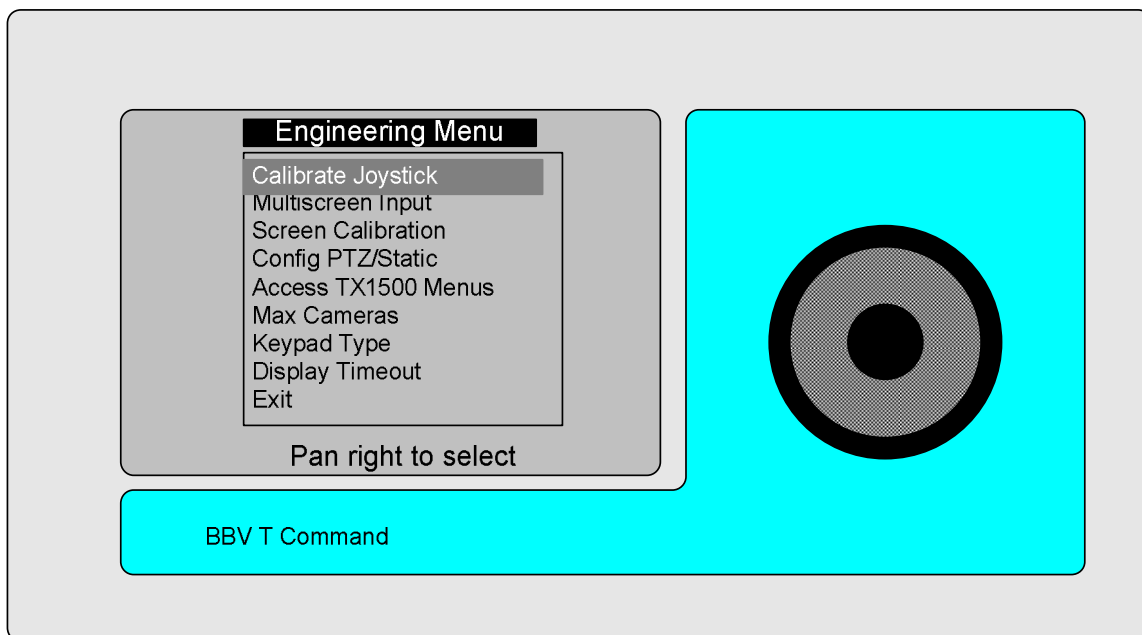 Engineering Menu
Calibrate Joystick
Multiscreen Input
Screen Calibration
Config PTZ/Static
Access TX1500 Menus
Max Cameras
Keypad Type
Display Timeout
Exit
Pan right to select
BBV T Command